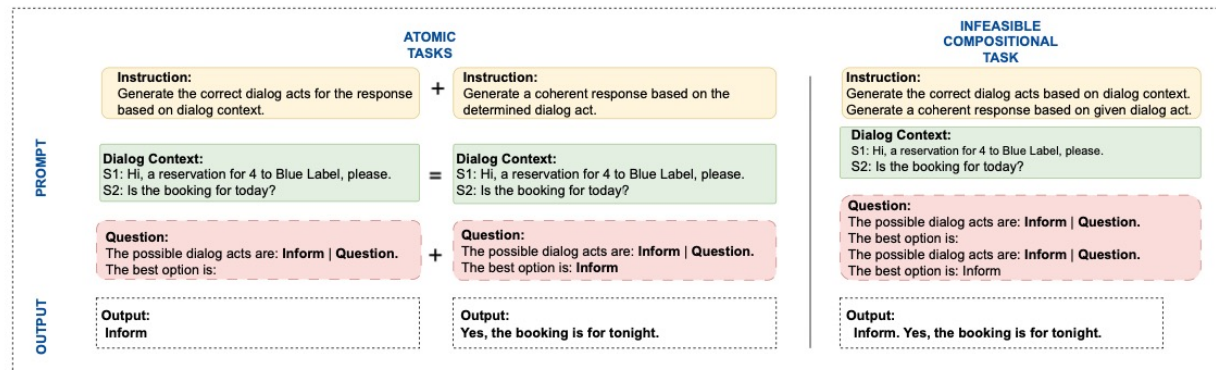 ATOMIC
TASKS
INFEASIBLE
COMPOSITIONAL
TASK
PROMPT
Instruction:
Generate the correct dialog acts for the response
based on dialog context.
+
Instruction:
Generate a coherent response based on the
determined dialog act.
Instruction:
Generate the correct dialog acts based on dialog context.
Generate a coherent response based on given dialog act.
Dialog Context:
S1: Hi, a reservation for 4 to Blue Label, please.
S2: Is the booking for today?
=
Dialog Context:
S1: Hi, a reservation for 4 to Blue Label, please.
S2: Is the booking for today?
Dialog Context:
S1: Hi, a reservation for 4 to Blue Label, please.
S2: Is the booking for today?
Question:
The possible dialog acts are: Inform | Question.
The best option is:
+
Question:
The possible dialog acts are: Inform | Question.
The best option is: Inform
Question:
The possible dialog acts are: Inform | Question.
The best option is:
The possible dialog acts are: Inform | Question.
The best option is: Inform
OUTPUT
Output:
Inform
Output:
Yes, the booking is for tonight.
Output:
Inform. Yes, the booking is for tonight.